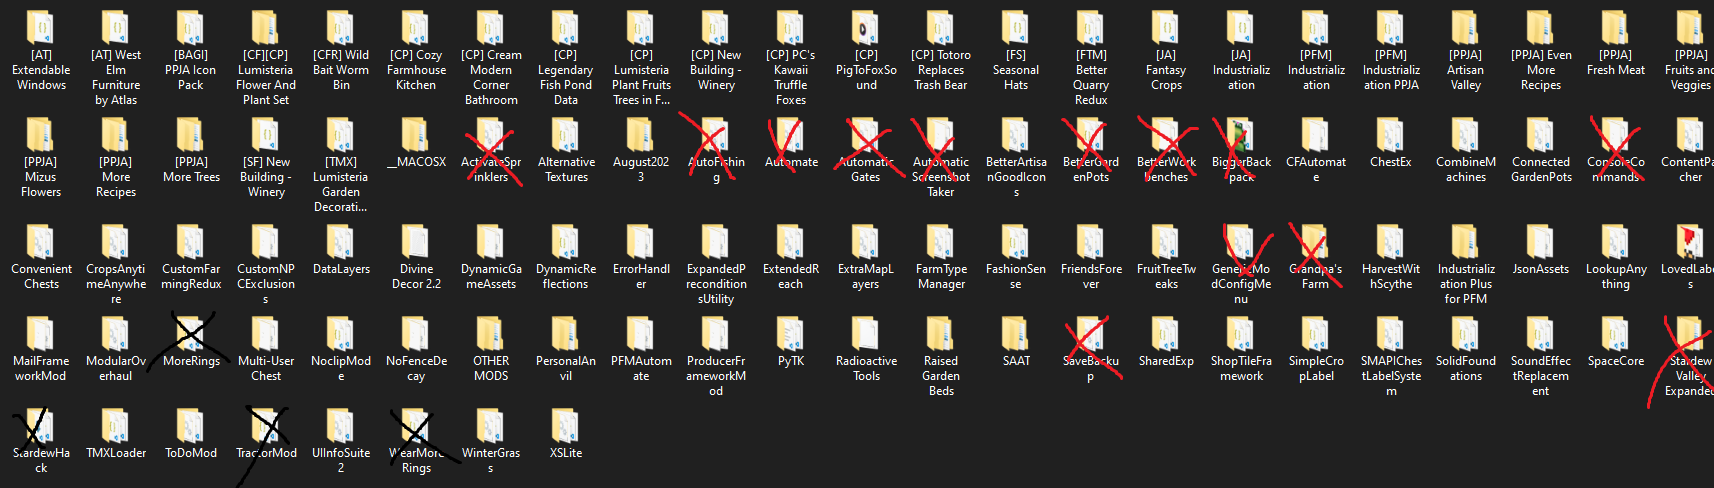 [AT] Extendable Windows
[AT] West Elm Furniture by Atlas
[BAGI] PPJA Icon Pack
[CF][CP] Lumisteria Flower And Plant Set
[CFR] Wild Bait Worm Bin
[CP] Cozy Farmhouse Kitchen
[CP] Cream Modern Corner Bathroom
[CP] Legendary Fish Pond Data
[CP] Lumisteria Plant Fruits Trees in F...
[CP] New Building - Winery
[CP] PC's Kawaii Truffle Foxes
[CP] PigToFoxSound
[CP] Totoro Replaces Trash Bear
[FS] Seasonal Hats
[FTM] Better Quarry Redux
[JA] Fantasy Crops
[JA] Industrialization
[PFM] Industrialization
[PFM] Industrialization PPJA
[PPJA] Artisan Valley
[PPJA] Even More Recipes
[PPJA] Fresh Meat
[PPJA] Fruits and Veggies
[PPJA] Mizus Flowers
[PPJA] More Recipes
[PPJA] More Trees
[SF] New Building - Winery
[TMX] Lumisteria Garden Decorati...
__MACOSX
ActivateSprinklers
Alternative Textures
August2023
AutoFishing
Automate
Automatic Gates
Automatic Screenshot Taker
BetterArtisanGoodIcons
BetterGardenPots
BetterWorkbenches
BiggerBackpack
CFAutomate
ChestEx
CombineMachines
Connected GardenPots
ConsoleCommands
ContentPatcher
Convenient Chests
CropsAnytimeAnywhere
CustomFarmingRedux
CustomNPCExclusions
DataLayers
Divine Decor 2.2
DynamicGameAssets
DynamicReflections
ErrorHandler
ExpandedPreconditionsUtility
ExtendedReach
ExtraMapLayers
FarmTypeManager
FashionSense
FriendsForever
FruitTreeTweaks
GenericModConfigMenu
Grandpa's Farm
HarvestWithScythe
Industrialization Plus for PFM
JsonAssets
LookupAnything
LovedLabels
MailFrameworkMod
ModularOverhaul
MoreRings
Multi-User Chest
NoclipMode
NoFenceDecay
OTHER MODS
PersonalAnvil
PFMAutomate
ProducerFrameworkMod
PyTK
Radioactive Tools
Raised Garden Beds
SAAT
SaveBackup
SharedExp
ShopTileFramework
SimpleCropLabel
SMAPIChestLabelSystem
SolidFoundations
SoundEffectReplacement
SpaceCore
Stardew Valley Expanded
StardewHack
TMXLoader
ToDoMod
TractorMod
UIInfoSuite2
WearMoreRings
WinterGrass
XSLite